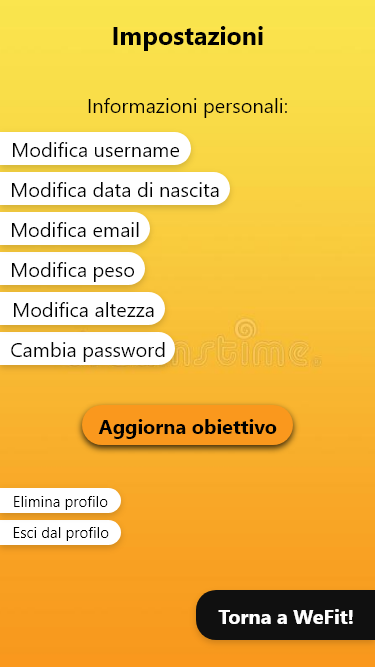 Impostazioni
Informazioni personali:
Modifica username
Modifica data di nascita
Modifica email
Modifica peso
Modifica altezza
Cambia password
Aggiorna obiettivo
Elimina profilo
Esci dal profilo
Torna a WeFit!